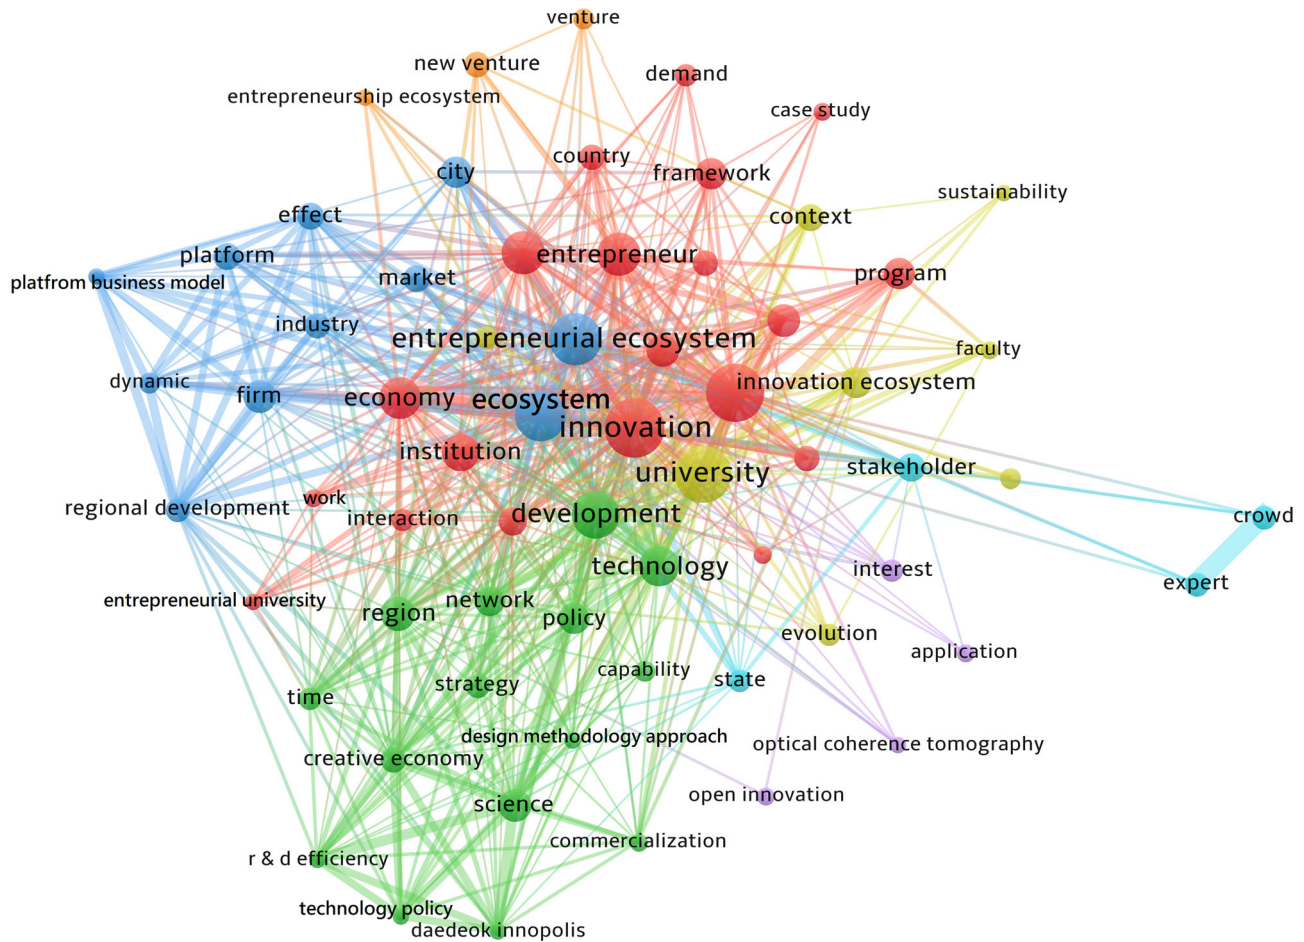 venture
new venture
demand
entrepreneurship ecosystem
case study
country
city
framework
sustainability
effect
context
platform
entrepreneur
market
program
platfrom business model
industry
entrepreneurial ecosystem
faculty
dynamic
innovation ecosystem
firm
economy
ecosystem
innovation
institution
university
stakeholder
work
regional development
interaction
development
crowd
technology
interest
expert
entrepreneurial university
network
region
policy
evolution
application
capability
state
strategy
time
design methodology approach
optical coherence tomography
creative economy
open innovation
science
commercialization
r & d efficiency
technology policy
daedeok innopolis